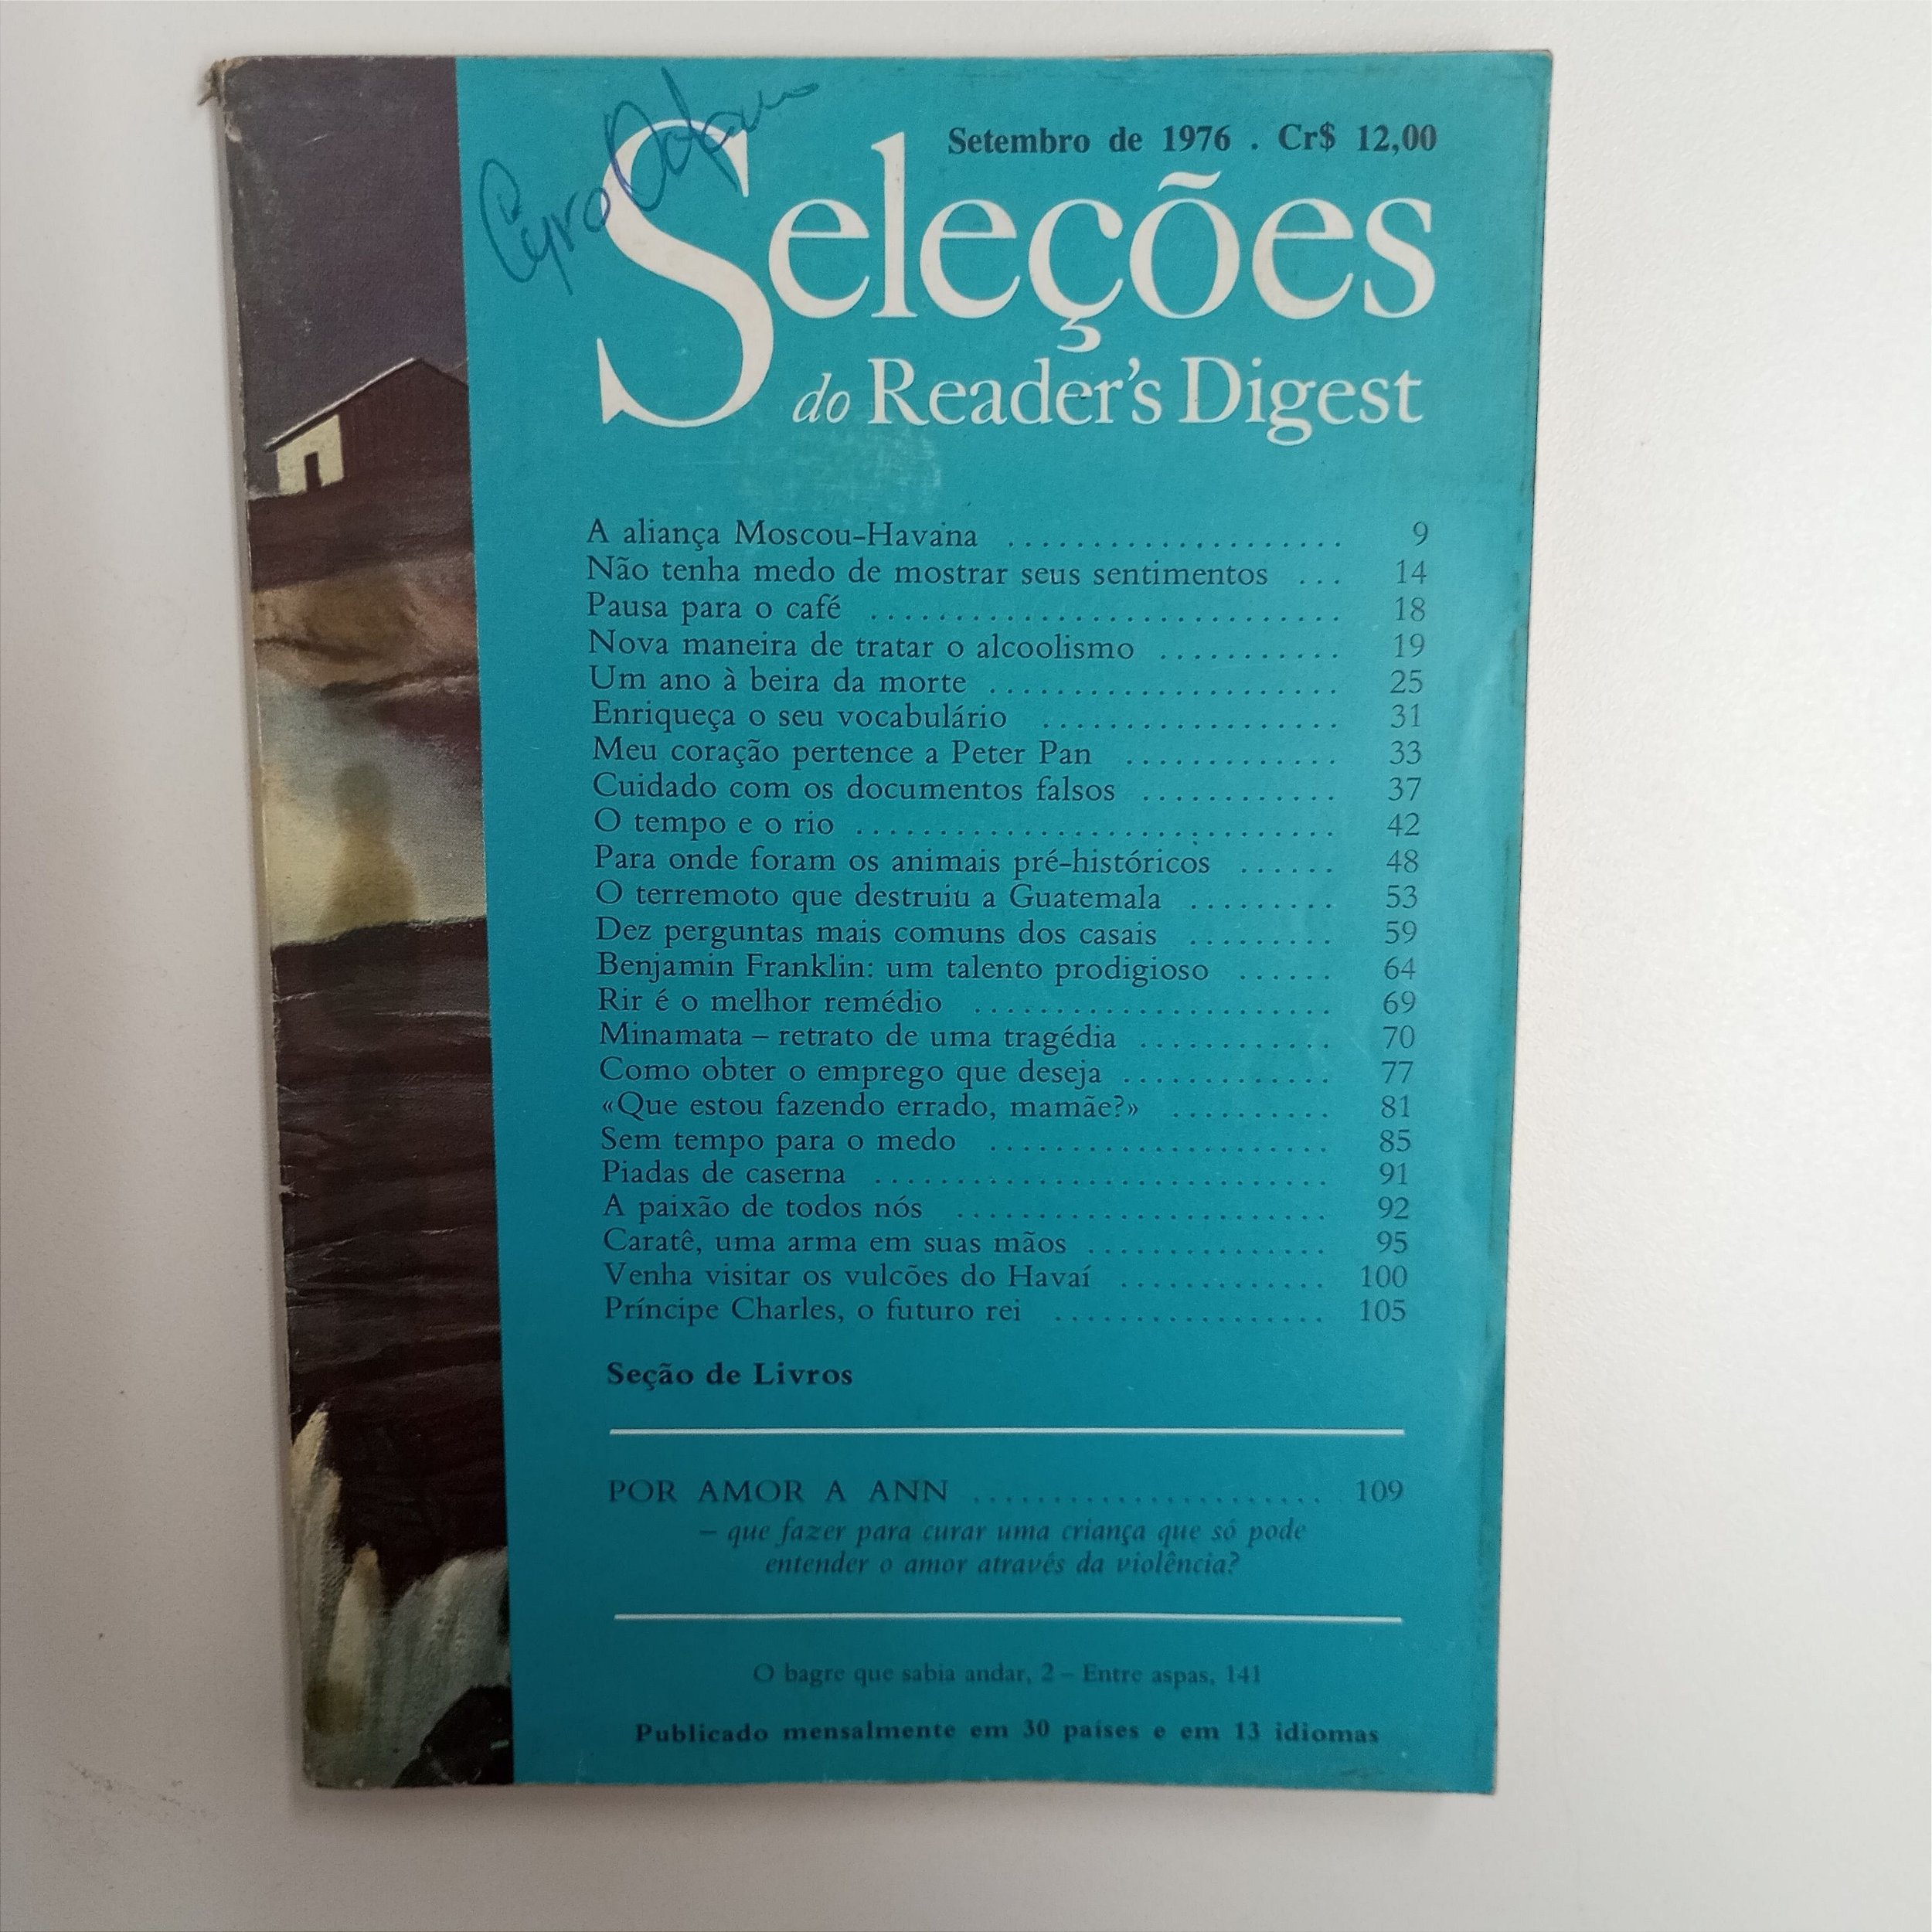 Cyro
Setembro de 1976 . Cr$ 12,00
Seleções
do Reader's Digest
A aliança Moscou-Havana .................... 9
Não tenha medo de mostrar seus sentimentos ... 14
Pausa para o café ............................. 18
Nova maneira de tratar o alcoolismo ........... 19
Um ano à beira da morte ...................... 25
Enriqueça o seu vocabulário .................. 31
Meu coração pertence a Peter Pan ............. 33
Cuidado com os documentos falsos ............ 37
O tempo e o rio .............................. 42
Para onde foram os animais pré-históricos ...... 48
O terremoto que destruiu a Guatemala ......... 53
Dez perguntas mais comuns dos casais ......... 59
Benjamin Franklin: um talento prodigioso ...... 64
Rir é o melhor remédio ...................... 69
Minamata – retrato de uma tragédia ............ 70
Como obter o emprego que deseja ............. 77
«Que estou fazendo errado, mamãe?» .......... 81
Sem tempo para o medo ..................... 85
Piadas de caserna ............................ 91
A paixão de todos nós ....................... 92
Caratê, uma arma em suas mãos ............... 95
Venha visitar os vulcões do Havaí ............. 100
Príncipe Charles, o futuro rei ................. 105
Seção de Livros
POR AMOR A ANN ...................... 109
– que fazer para curar uma criança que só pode
entender o amor através da violência?
O bagre que sabia andar, 2 – Entre aspas, 141
Publicado mensalmente em 30 países e em 13 idiomas